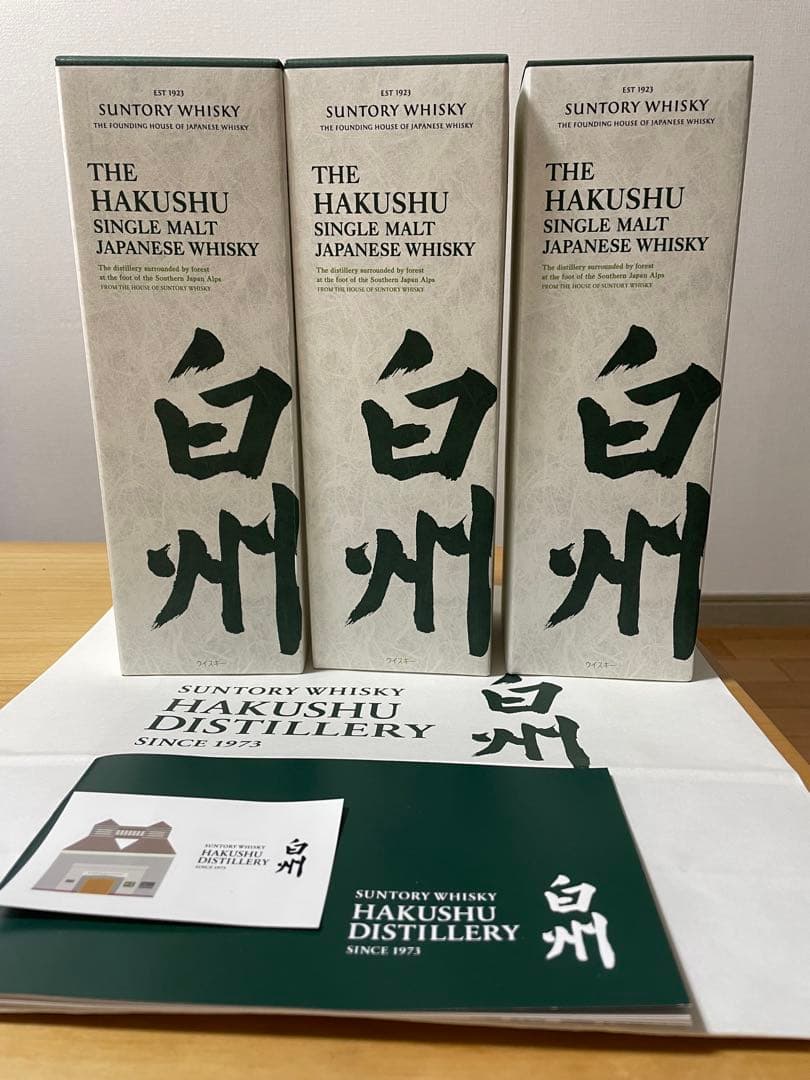 EST 1923
SUNTORY WHISKY
THE FOUNDING HOUSE OF JAPANESE WHISKY
THE
HAKUSHU
SINGLE MALT
JAPANESE WHISKY
The distillery surrounded by forest
at the foot of the Southern Japan Alps
FROM THE HOUSE OF SUNTORY WHISKY
白州
ウイスキー
EST 1923
SUNTORY WHISKY
THE FOUNDING HOUSE OF JAPANESE WHISKY
THE
HAKUSHU
SINGLE MALT
JAPANESE WHISKY
The distillery surrounded by forest
at the foot of the Southern Japan Alps
FROM THE HOUSE OF SUNTORY WHISKY
白州
ウイスキー
EST 1923
SUNTORY WHISKY
THE FOUNDING HOUSE OF JAPANESE WHISKY
THE
HAKUSHU
SINGLE MALT
JAPANESE WHISKY
The distillery surrounded by forest
at the foot of the Southern Japan Alps
FROM THE HOUSE OF SUNTORY WHISKY
白州
ウイスキー
SUNTORY WHISKY
HAKUSHU
DISTILLERY
SINCE 1973
白州
SUNTORY WHISKY
HAKUSHU
DISTILLERY
SINCE 1973
白州
SUNTORY WHISKY
HAKUSHU
DISTILLERY
SINCE 1973
白州